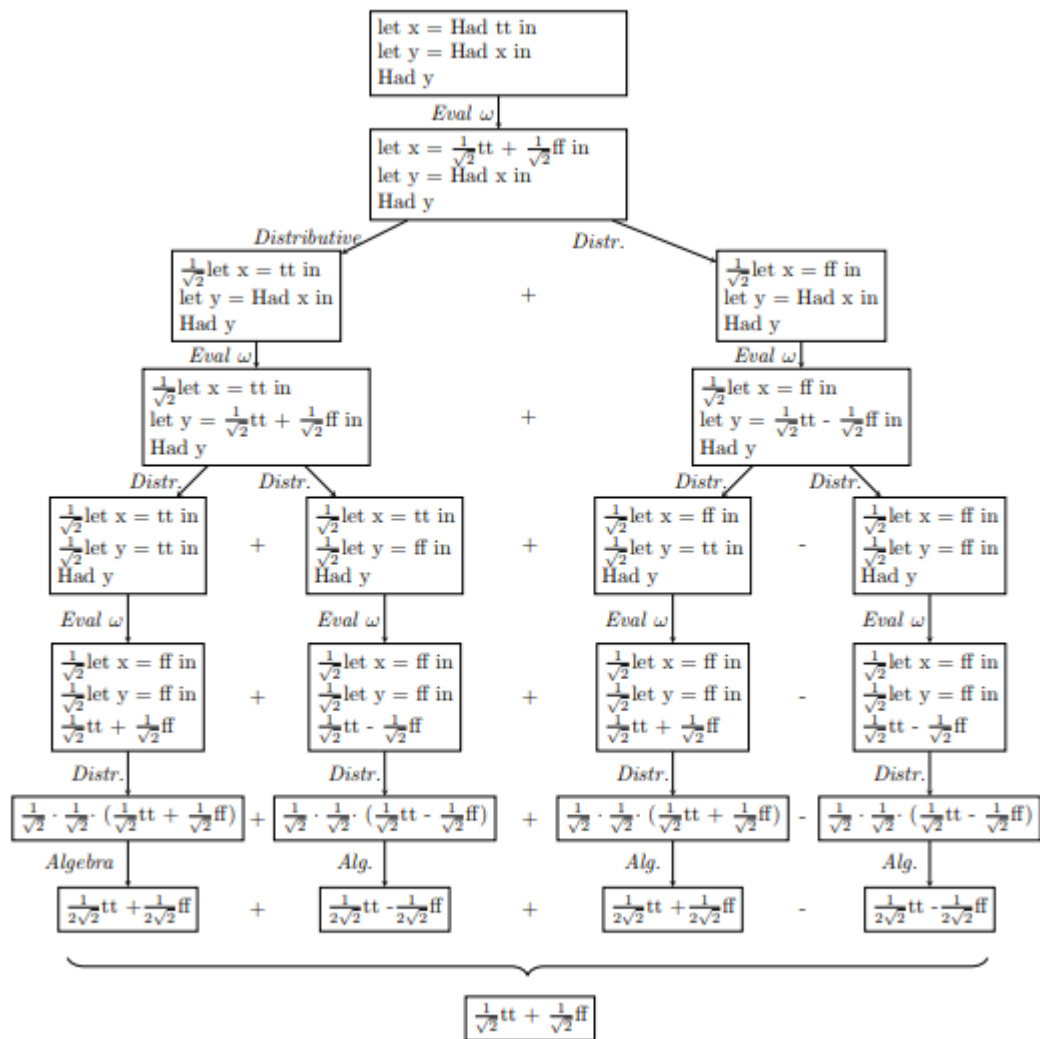 let x = Had tt in
let y = Had x in
Had y
Eval ω
let x = 1/√2 tt + 1/√2 ff in
let y = Had x in
Had y
Distributive Distr.
1/√2 let x = tt in
let y = Had x in
Had y
+
1/√2 let x = ff in
let y = Had x in
Had y
Eval ω Eval ω
1/√2 let x = tt in
let y = 1/√2 tt + 1/√2 ff in
Had y
+
1/√2 let x = ff in
let y = 1/√2 tt - 1/√2 ff in
Had y
Distr. Distr. Distr. Distr.
1/√2 let x = tt in
1/√2 let y = tt in
Had y
+
1/√2 let x = tt in
1/√2 let y = ff in
Had y
+
1/√2 let x = ff in
1/√2 let y = tt in
Had y
-
1/√2 let x = ff in
1/√2 let y = ff in
Had y
Eval ω Eval ω Eval ω Eval ω
1/√2 let x = ff in
1/√2 let y = ff in
1/√2 tt + 1/√2 ff
+
1/√2 let x = ff in
1/√2 let y = ff in
1/√2 tt - 1/√2 ff
+
1/√2 let x = ff in
1/√2 let y = ff in
1/√2 tt + 1/√2 ff
-
1/√2 let x = ff in
1/√2 let y = ff in
1/√2 tt - 1/√2 ff
Distr. Distr. Distr. Distr.
1/√2 · 1/√2 · (1/√2 tt + 1/√2 ff) + 1/√2 · 1/√2 · (1/√2 tt - 1/√2 ff) + 1/√2 · 1/√2 · (1/√2 tt + 1/√2 ff) - 1/√2 · 1/√2 · (1/√2 tt - 1/√2 ff)
Algebra Alg. Alg. Alg.
1/2√2 tt + 1/2√2 ff + 1/2√2 tt - 1/2√2 ff + 1/2√2 tt + 1/2√2 ff - 1/2√2 tt - 1/2√2 ff
1/√2 tt + 1/√2 ff